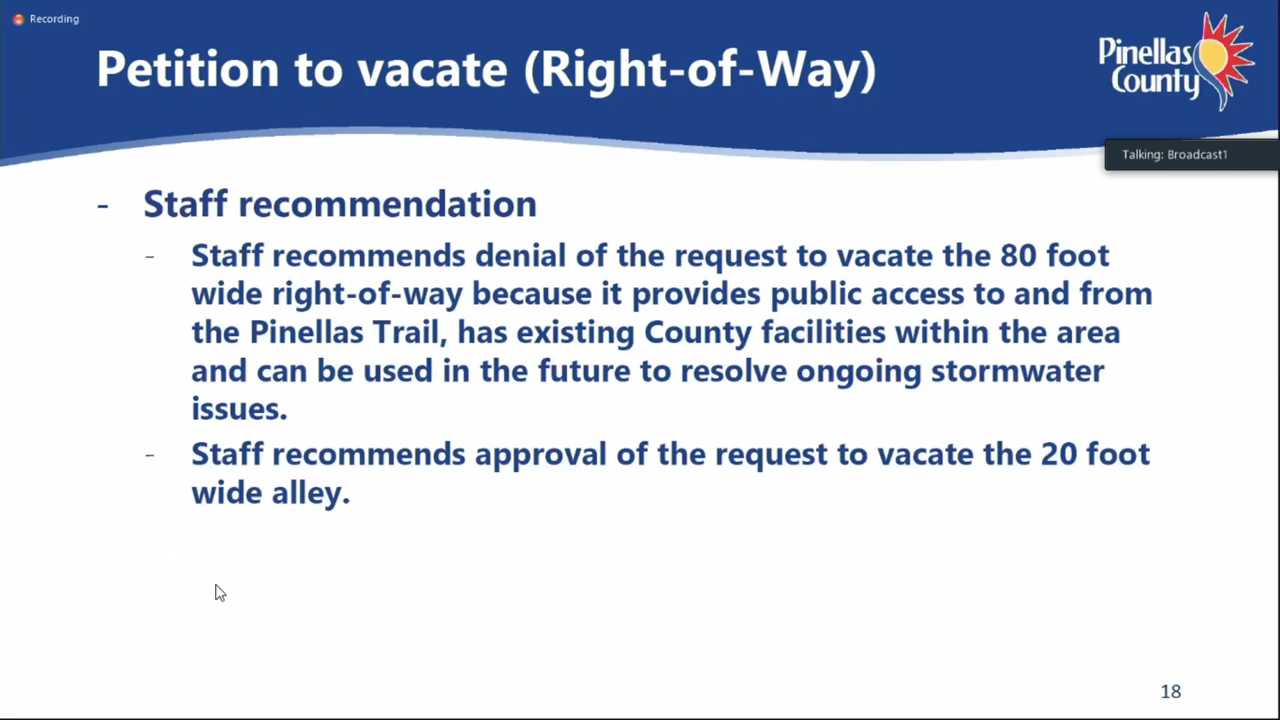 Recording
Petition to vacate (Right-of-Way)
Pinellas
County
Talking: Broadcast1
- Staff recommendation
- Staff recommends denial of the request to vacate the 80 foot
wide right-of-way because it provides public access to and from
the Pinellas Trail, has existing County facilities within the area
and can be used in the future to resolve ongoing stormwater
issues.
- Staff recommends approval of the request to vacate the 20 foot
wide alley.
18